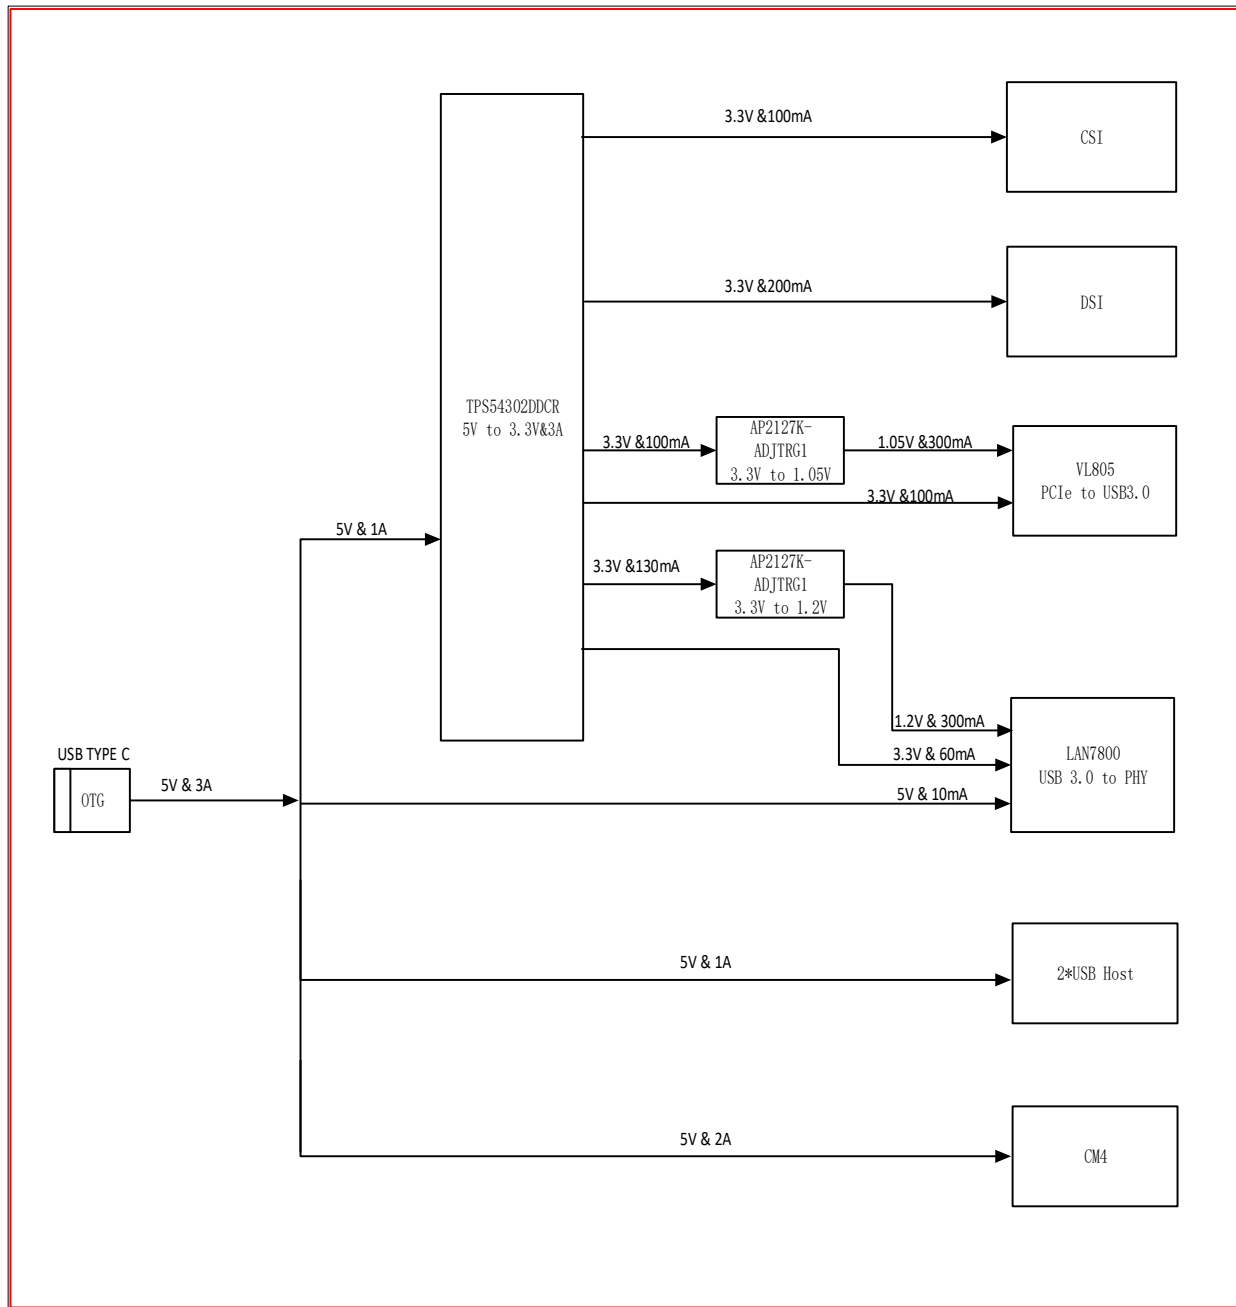 3.3V &100mA
CSI
3.3V &200mA
DSI
TPS54302DDCR
5V to 3.3V&3A
3.3V &100mA
AP2127K-
ADJTRG1
3.3V to 1.05V
1.05V &300mA
3.3V &100mA
VL805
PCIe to USB3.0
5V & 1A
3.3V &130mA
AP2127K-
ADJTRG1
3.3V to 1.2V
1.2V & 300mA
3.3V & 60mA
5V & 10mA
LAN7800
USB 3.0 to PHY
USB TYPE C
OTG
5V & 3A
5V & 1A
2*USB Host
5V & 2A
CM4